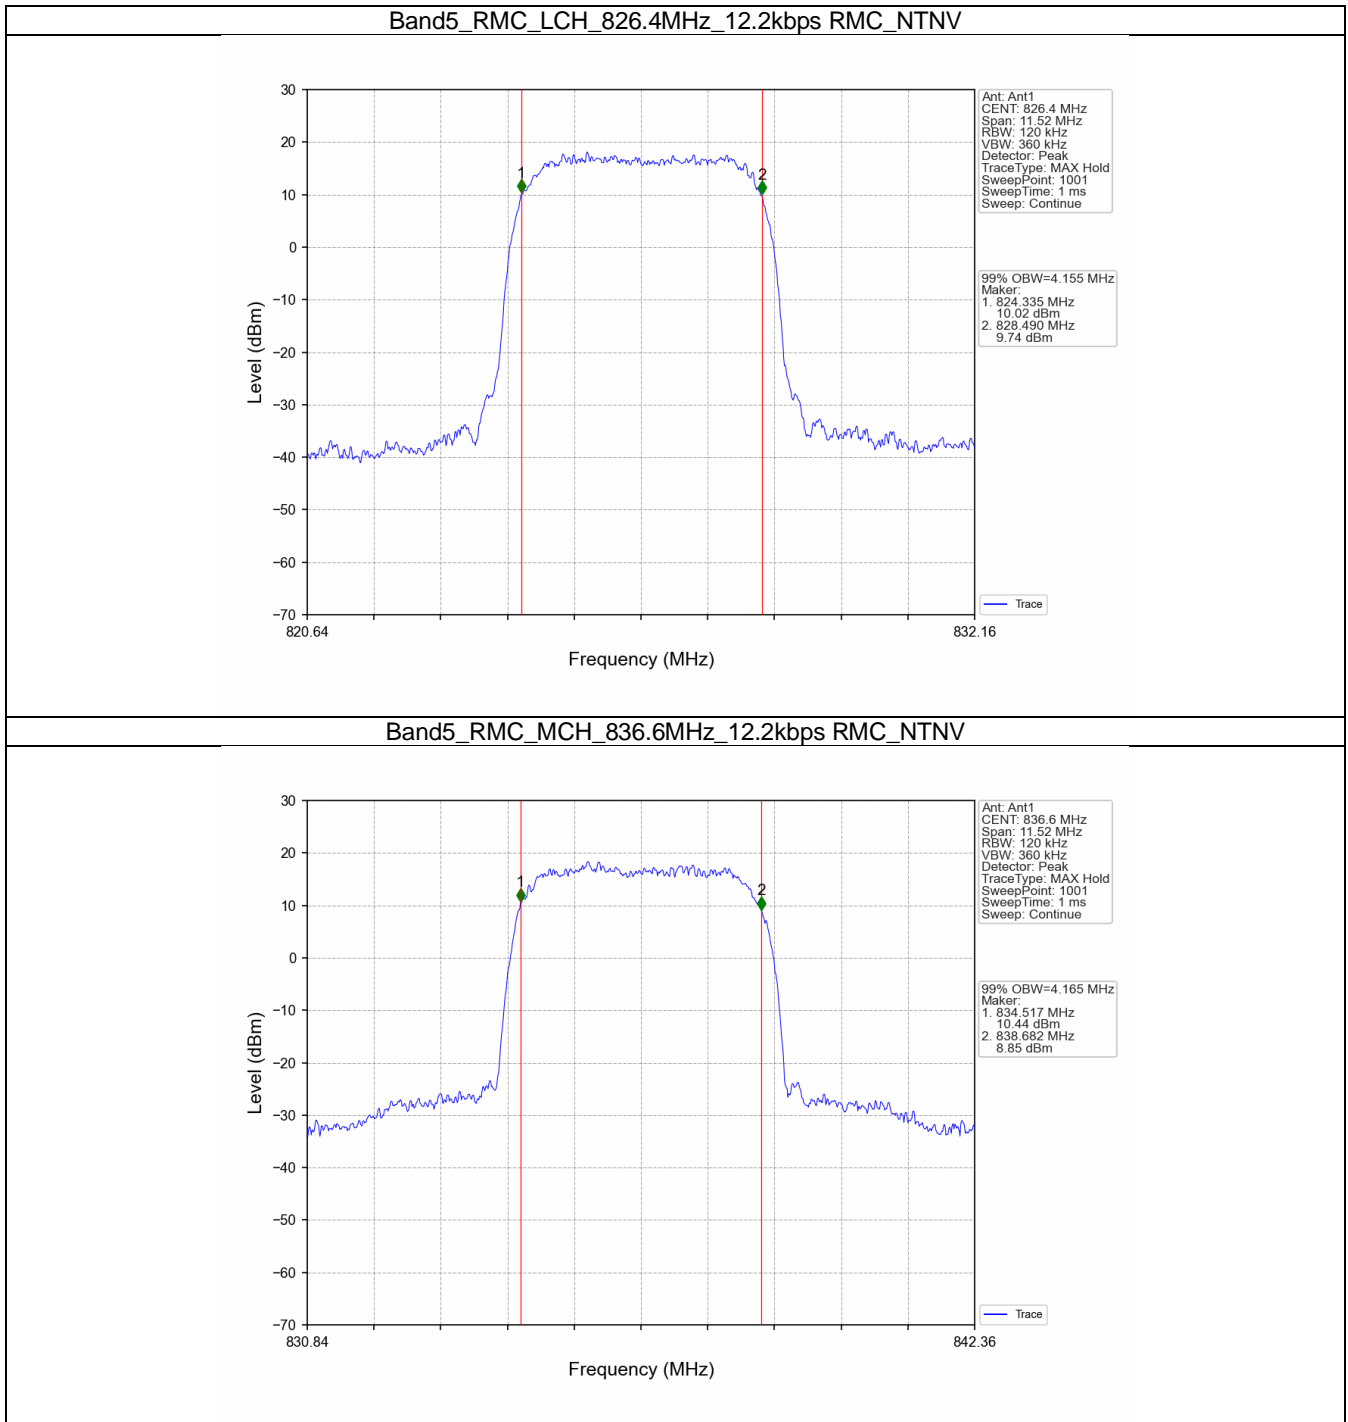 Band5_RMC_LCH_826.4MHz_12.2kbps RMC_NTNV
30
20
10
0
−10
−20
−30
−40
−50
−60
−70
Level (dBm)
1
2
820.64
832.16
Frequency (MHz)
Ant: Ant1
CENT: 826.4 MHz
Span: 11.52 MHz
RBW: 120 kHz
VBW: 360 kHz
Detector: Peak
TraceType: MAX Hold
SweepPoint: 1001
SweepTime: 1 ms
Sweep: Continue
99% OBW=4.155 MHz
Maker:
1. 824.335 MHz
10.02 dBm
2. 828.490 MHz
9.74 dBm
Trace
Band5_RMC_MCH_836.6MHz_12.2kbps RMC_NTNV
30
20
10
0
−10
−20
−30
−40
−50
−60
−70
Level (dBm)
1
2
830.84
842.36
Frequency (MHz)
Ant: Ant1
CENT: 836.6 MHz
Span: 11.52 MHz
RBW: 120 kHz
VBW: 360 kHz
Detector: Peak
TraceType: MAX Hold
SweepPoint: 1001
SweepTime: 1 ms
Sweep: Continue
99% OBW=4.165 MHz
Maker:
1. 834.517 MHz
10.44 dBm
2. 838.682 MHz
8.85 dBm
Trace